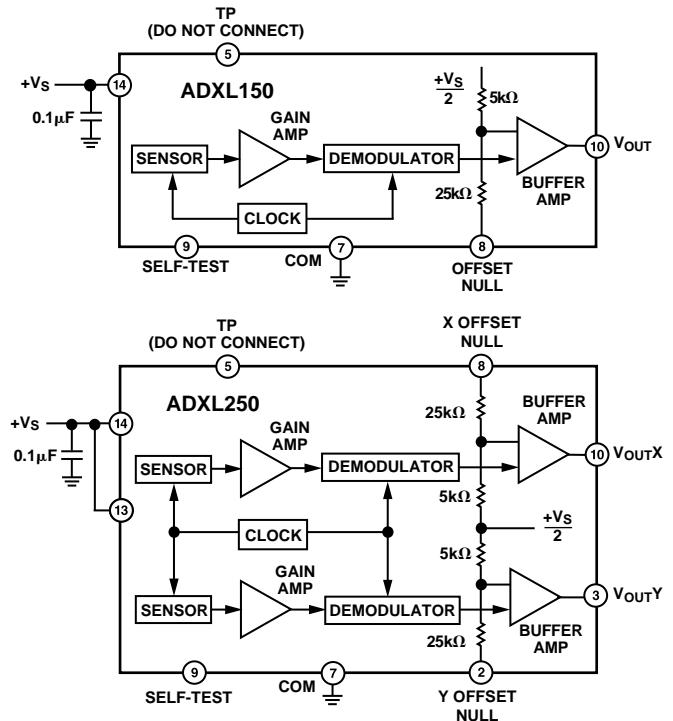 TP
(DO NOT CONNECT)
5
+VS
14
0.1µF
ADXL150
GAIN
AMP
+VS
2
5kΩ
SENSOR
DEMODULATOR
10
VOUT
25kΩ
BUFFER
AMP
CLOCK
9
SELF-TEST
COM
7
8
OFFSET
NULL
X OFFSET
NULL
TP
(DO NOT CONNECT)
5
8
+VS
14
0.1µF
13
ADXL250
GAIN
AMP
25kΩ
BUFFER
AMP
SENSOR
DEMODULATOR
10
VOUTX
5kΩ
CLOCK
+VS
2
5kΩ
GAIN
AMP
SENSOR
DEMODULATOR
3
VOUTY
25kΩ
BUFFER
AMP
9
SELF-TEST
COM
7
2
Y OFFSET
NULL